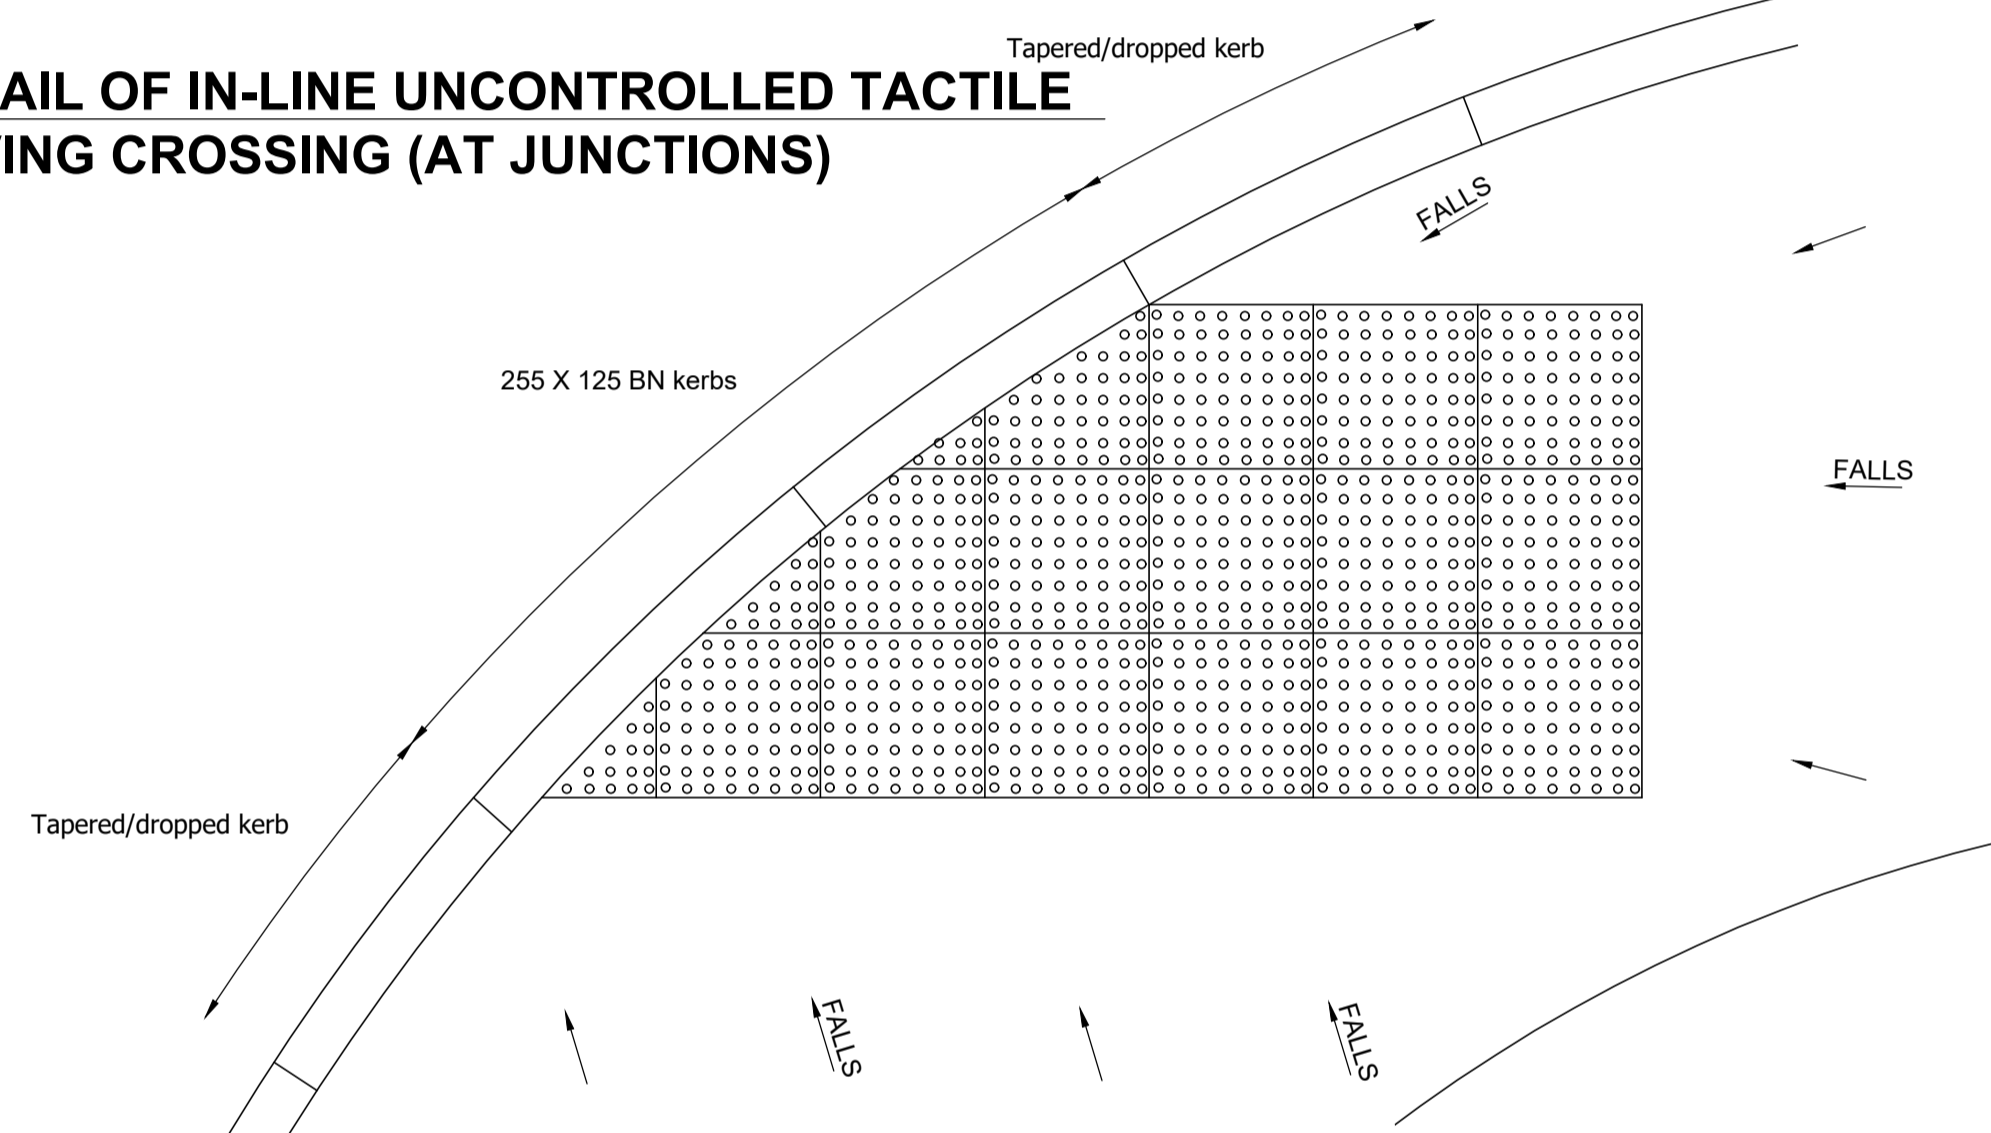 Tapered/dropped kerb
AIL OF IN-LINE UNCONTROLLED TACTILE
ING CROSSING (AT JUNCTIONS)
FALLS
255 X 125 BN kerbs
FALLS
Tapered/dropped kerb
FALLS
FALLS